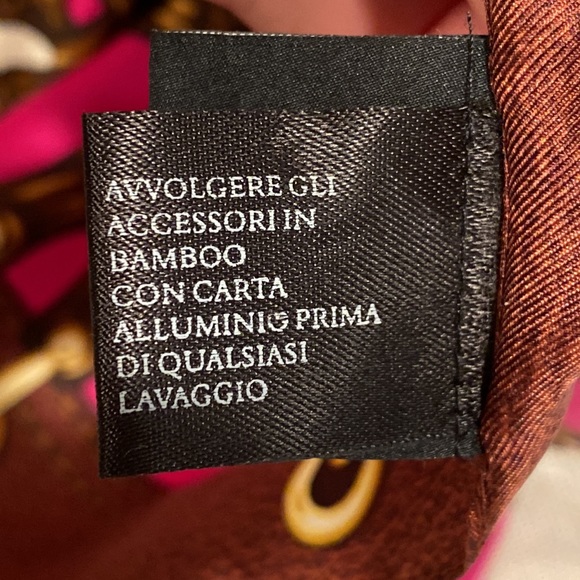 AVVOLGERE GLI
ACCESSORI IN
BAMBOO
CON CARTA
ALLUMINIO PRIMA
DI QUALSIASI
LAVAGGIO